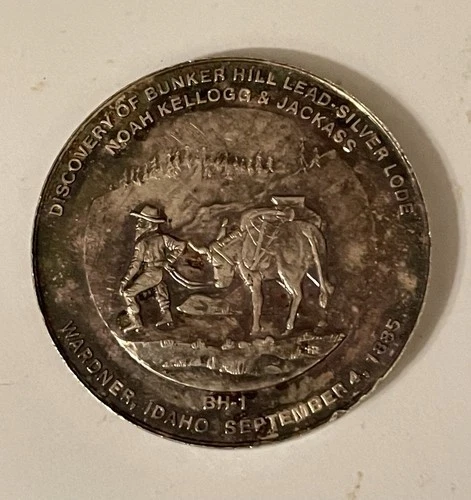 DISCOVERY OF BUNKER HILL LEAD-SILVER LODE
NOAH KELLOGG & JACKASS
BH-1
WARDNER, IDAHO SEPTEMBER 4, 1885